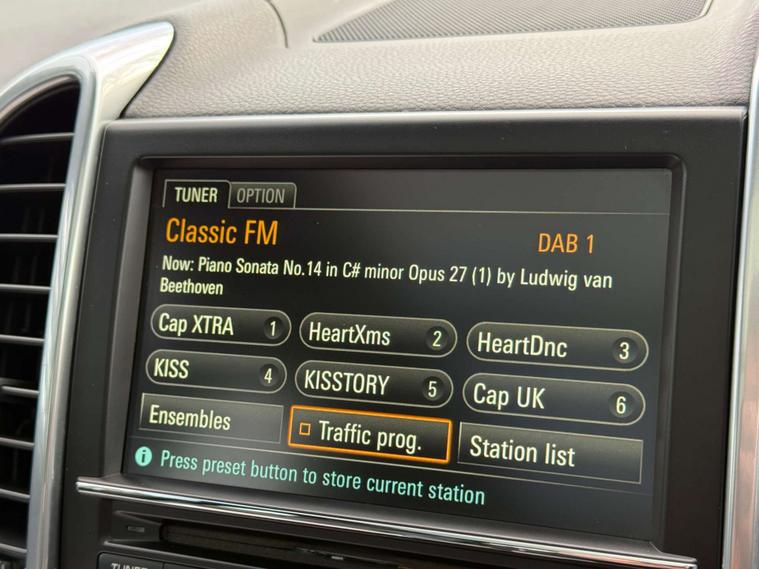 TUNER OPTION
Classic FM DAB 1
Now: Piano Sonata No.14 in C# minor Opus 27 (1) by Ludwig van
Beethoven
Cap XTRA 1 HeartXms 2 HeartDnc 3
KISS 4 KISSTORY 5 Cap UK 6
Ensembles Traffic prog. Station list
i Press preset button to store current station
TUNER